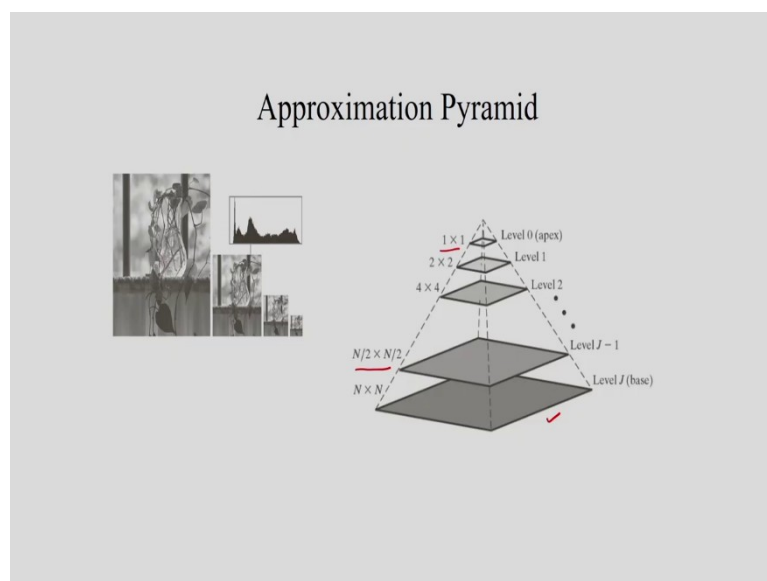 Approximation Pyramid
1 × 1
Level 0 (apex)
2 × 2
Level 1
4 × 4
Level 2
N/2 × N/2
Level J − 1
N × N
Level J (base)